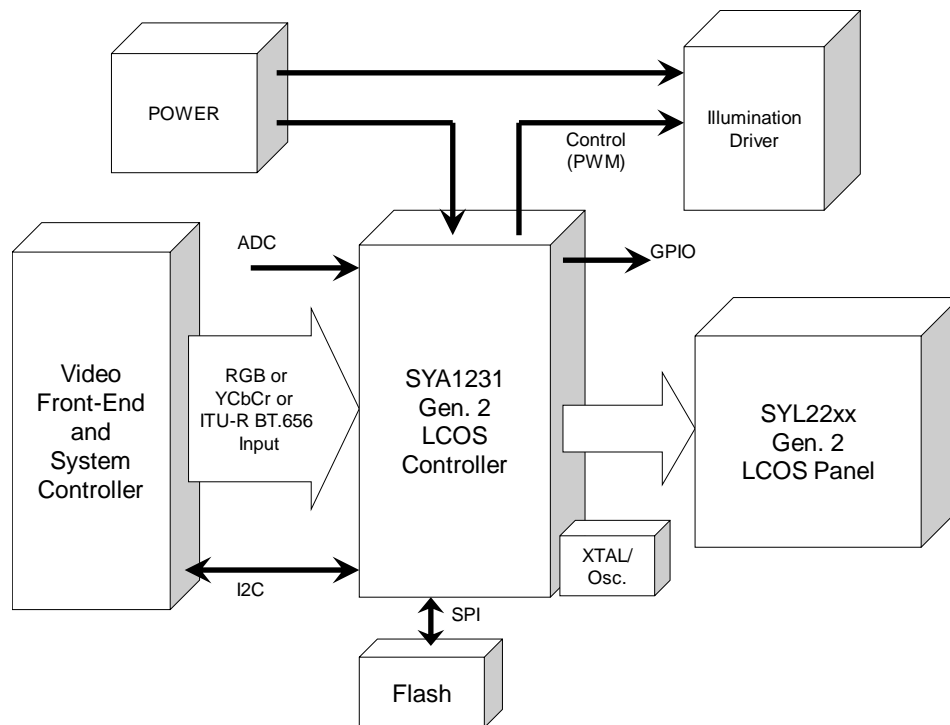 POWER
Illumination
Driver
Control
(PWM)
ADC
GPIO
Video
Front-End
and
System
Controller
RGB or
YCbCr or
ITU-R BT.656
Input
SYA1231
Gen. 2
LCOS
Controller
SYL22xx
Gen. 2
LCOS Panel
XTAL/
Osc.
I2C
SPI
Flash